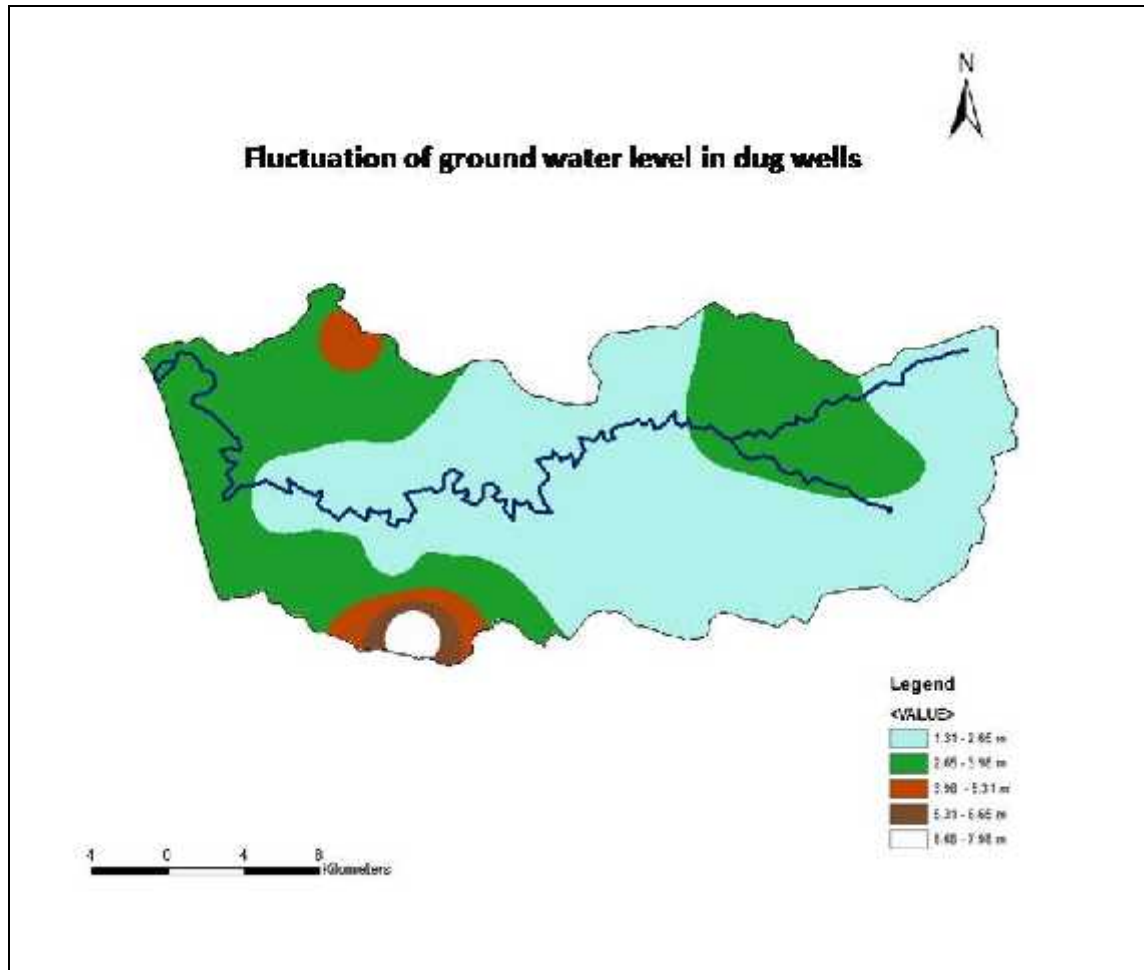 N
Fluctuation of ground water level in dug wells
Legend
<VALUE>
1.31 - 2.65 m
2.65 - 3.98 m
3.98 - 5.31 m
5.31 - 6.65 m
6.65 - 7.98 m
4 0 4 8
Kilometers